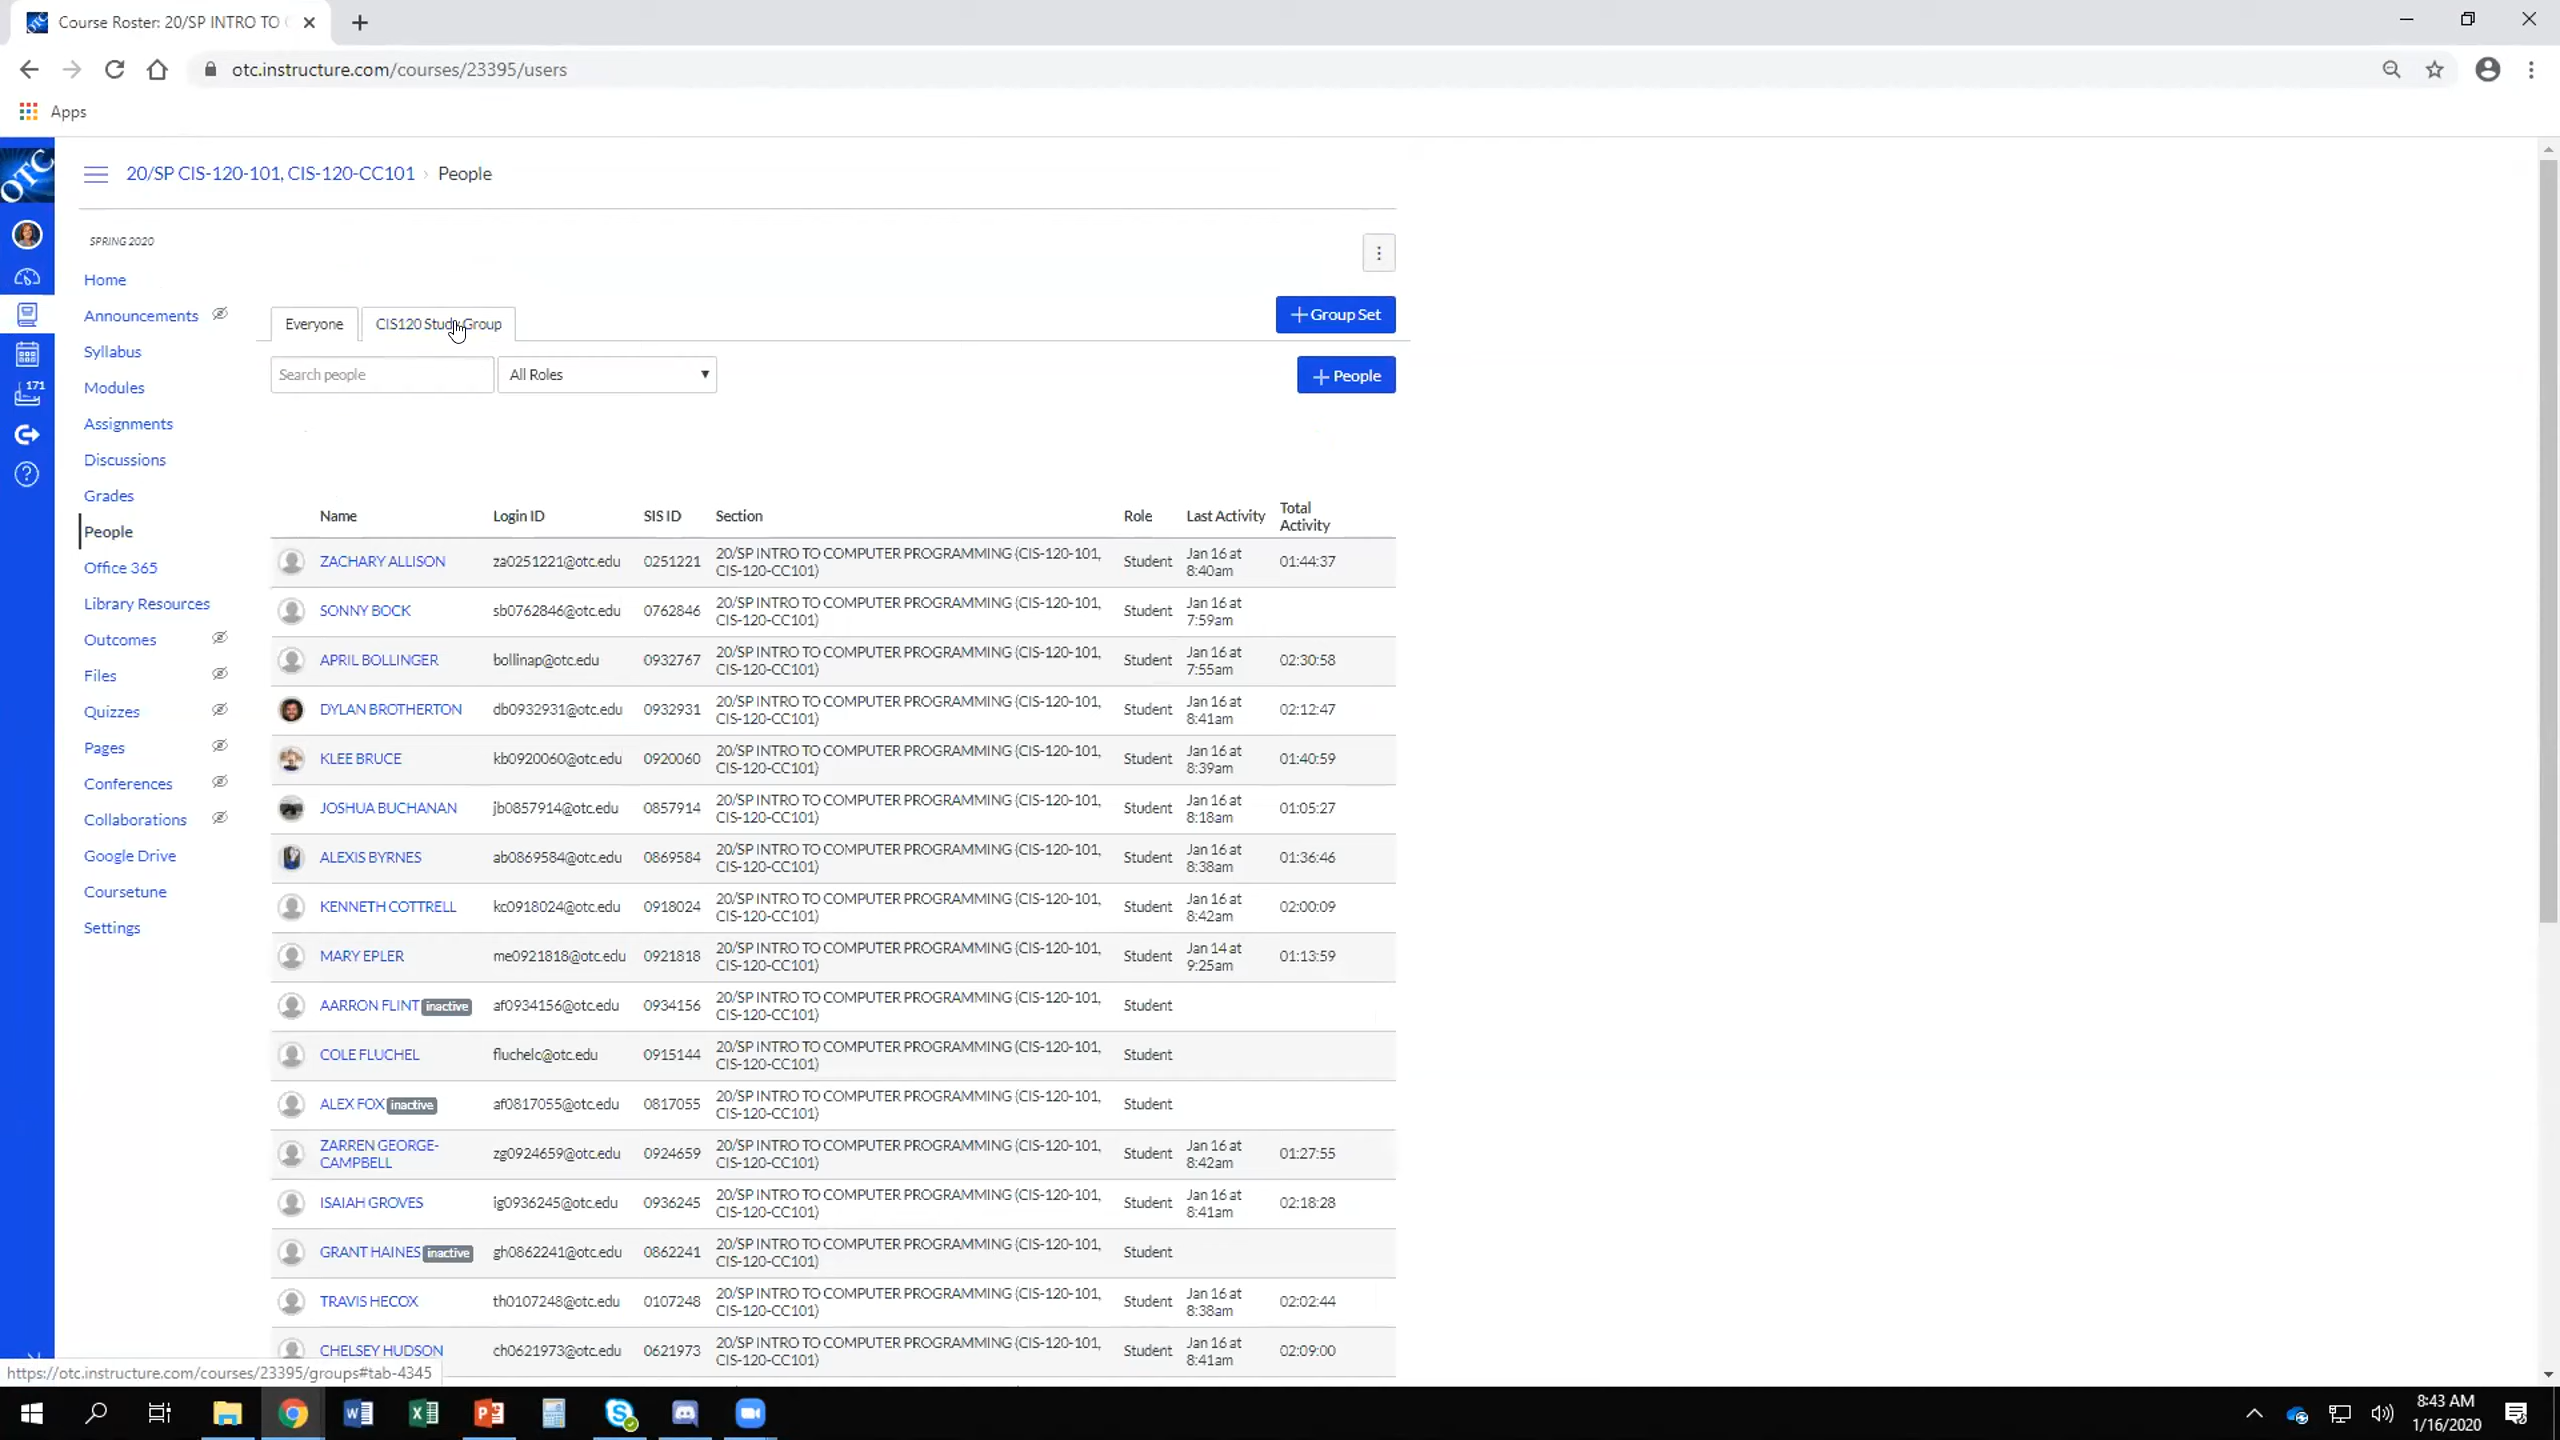 Course Roster: 20/SP INTRO TO
otc.instructure.com/courses/23395/users
Apps
OTC
20/SP CIS-120-101, CIS-120-CC101 › People
SPRING 2020
Home
Announcements
Syllabus
Modules
171
Assignments
Discussions
Grades
People
Office 365
Library Resources
Outcomes
Files
Quizzes
Pages
Conferences
Collaborations
Google Drive
Coursetune
Settings
Everyone
CIS120 Study Group
+ Group Set
Search people
All Roles
+ People
Name Login ID SIS ID Section Role Last Activity Total Activity
ZACHARY ALLISON za0251221@otc.edu 0251221 20/SP INTRO TO COMPUTER PROGRAMMING (CIS-120-101, CIS-120-CC101) Student Jan 16 at 8:40am 01:44:37
SONNY BOCK sb0762846@otc.edu 0762846 20/SP INTRO TO COMPUTER PROGRAMMING (CIS-120-101, CIS-120-CC101) Student Jan 16 at 7:59am
APRIL BOLLINGER bollinap@otc.edu 0932767 20/SP INTRO TO COMPUTER PROGRAMMING (CIS-120-101, CIS-120-CC101) Student Jan 16 at 7:55am 02:30:58
DYLAN BROTHERTON db0932931@otc.edu 0932931 20/SP INTRO TO COMPUTER PROGRAMMING (CIS-120-101, CIS-120-CC101) Student Jan 16 at 8:41am 02:12:47
KLEE BRUCE kb0920060@otc.edu 0920060 20/SP INTRO TO COMPUTER PROGRAMMING (CIS-120-101, CIS-120-CC101) Student Jan 16 at 8:39am 01:40:59
JOSHUA BUCHANAN jb0857914@otc.edu 0857914 20/SP INTRO TO COMPUTER PROGRAMMING (CIS-120-101, CIS-120-CC101) Student Jan 16 at 8:18am 01:05:27
ALEXIS BYRNES ab0869584@otc.edu 0869584 20/SP INTRO TO COMPUTER PROGRAMMING (CIS-120-101, CIS-120-CC101) Student Jan 16 at 8:38am 01:36:46
KENNETH COTTRELL kc0918024@otc.edu 0918024 20/SP INTRO TO COMPUTER PROGRAMMING (CIS-120-101, CIS-120-CC101) Student Jan 16 at 8:42am 02:00:09
MARY EPLER me0921818@otc.edu 0921818 20/SP INTRO TO COMPUTER PROGRAMMING (CIS-120-101, CIS-120-CC101) Student Jan 14 at 9:25am 01:13:59
AARRON FLINT inactive af0934156@otc.edu 0934156 20/SP INTRO TO COMPUTER PROGRAMMING (CIS-120-101, CIS-120-CC101) Student
COLE FLUCHEL fluchelc@otc.edu 0915144 20/SP INTRO TO COMPUTER PROGRAMMING (CIS-120-101, CIS-120-CC101) Student
ALEX FOX inactive af0817055@otc.edu 0817055 20/SP INTRO TO COMPUTER PROGRAMMING (CIS-120-101, CIS-120-CC101) Student
ZARREN GEORGE-CAMPBELL zg0924659@otc.edu 0924659 20/SP INTRO TO COMPUTER PROGRAMMING (CIS-120-101, CIS-120-CC101) Student Jan 16 at 8:42am 01:27:55
ISAIAH GROVES ig0936245@otc.edu 0936245 20/SP INTRO TO COMPUTER PROGRAMMING (CIS-120-101, CIS-120-CC101) Student Jan 16 at 8:41am 02:18:28
GRANT HAINES inactive gh0862241@otc.edu 0862241 20/SP INTRO TO COMPUTER PROGRAMMING (CIS-120-101, CIS-120-CC101) Student
TRAVIS HECOX th0107248@otc.edu 0107248 20/SP INTRO TO COMPUTER PROGRAMMING (CIS-120-101, CIS-120-CC101) Student Jan 16 at 8:38am 02:02:44
CHELSEY HUDSON ch0621973@otc.edu 0621973 20/SP INTRO TO COMPUTER PROGRAMMING (CIS-120-101, CIS-120-CC101) Student Jan 16 at 8:41am 02:09:00
https://otc.instructure.com/courses/23395/groups#tab-4345
8:43 AM
1/16/2020